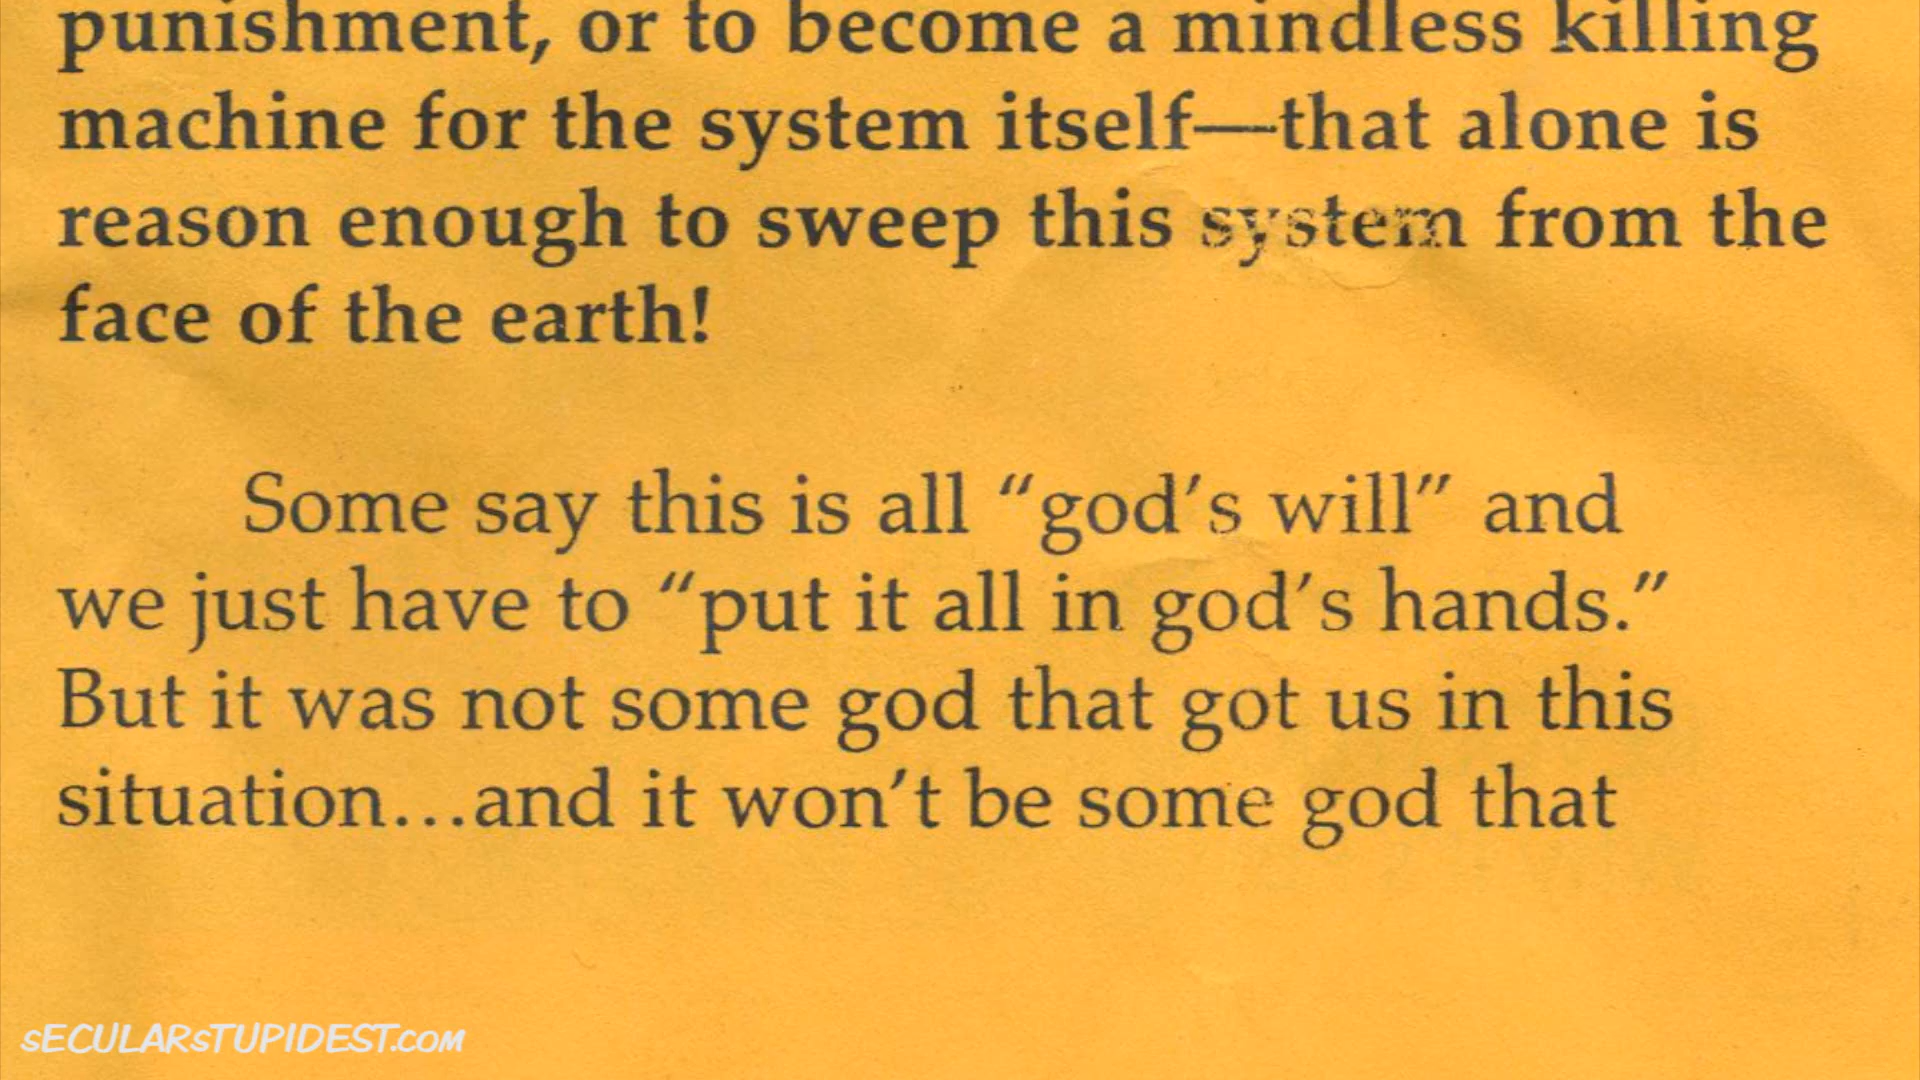 punishment, or to become a mindless killing
machine for the system itself—that alone is
reason enough to sweep this system from the
face of the earth!
Some say this is all “god’s will” and
we just have to “put it all in god’s hands.”
But it was not some god that got us in this
situation...and it won’t be some god that
sECULARsTUPIDEST.COM